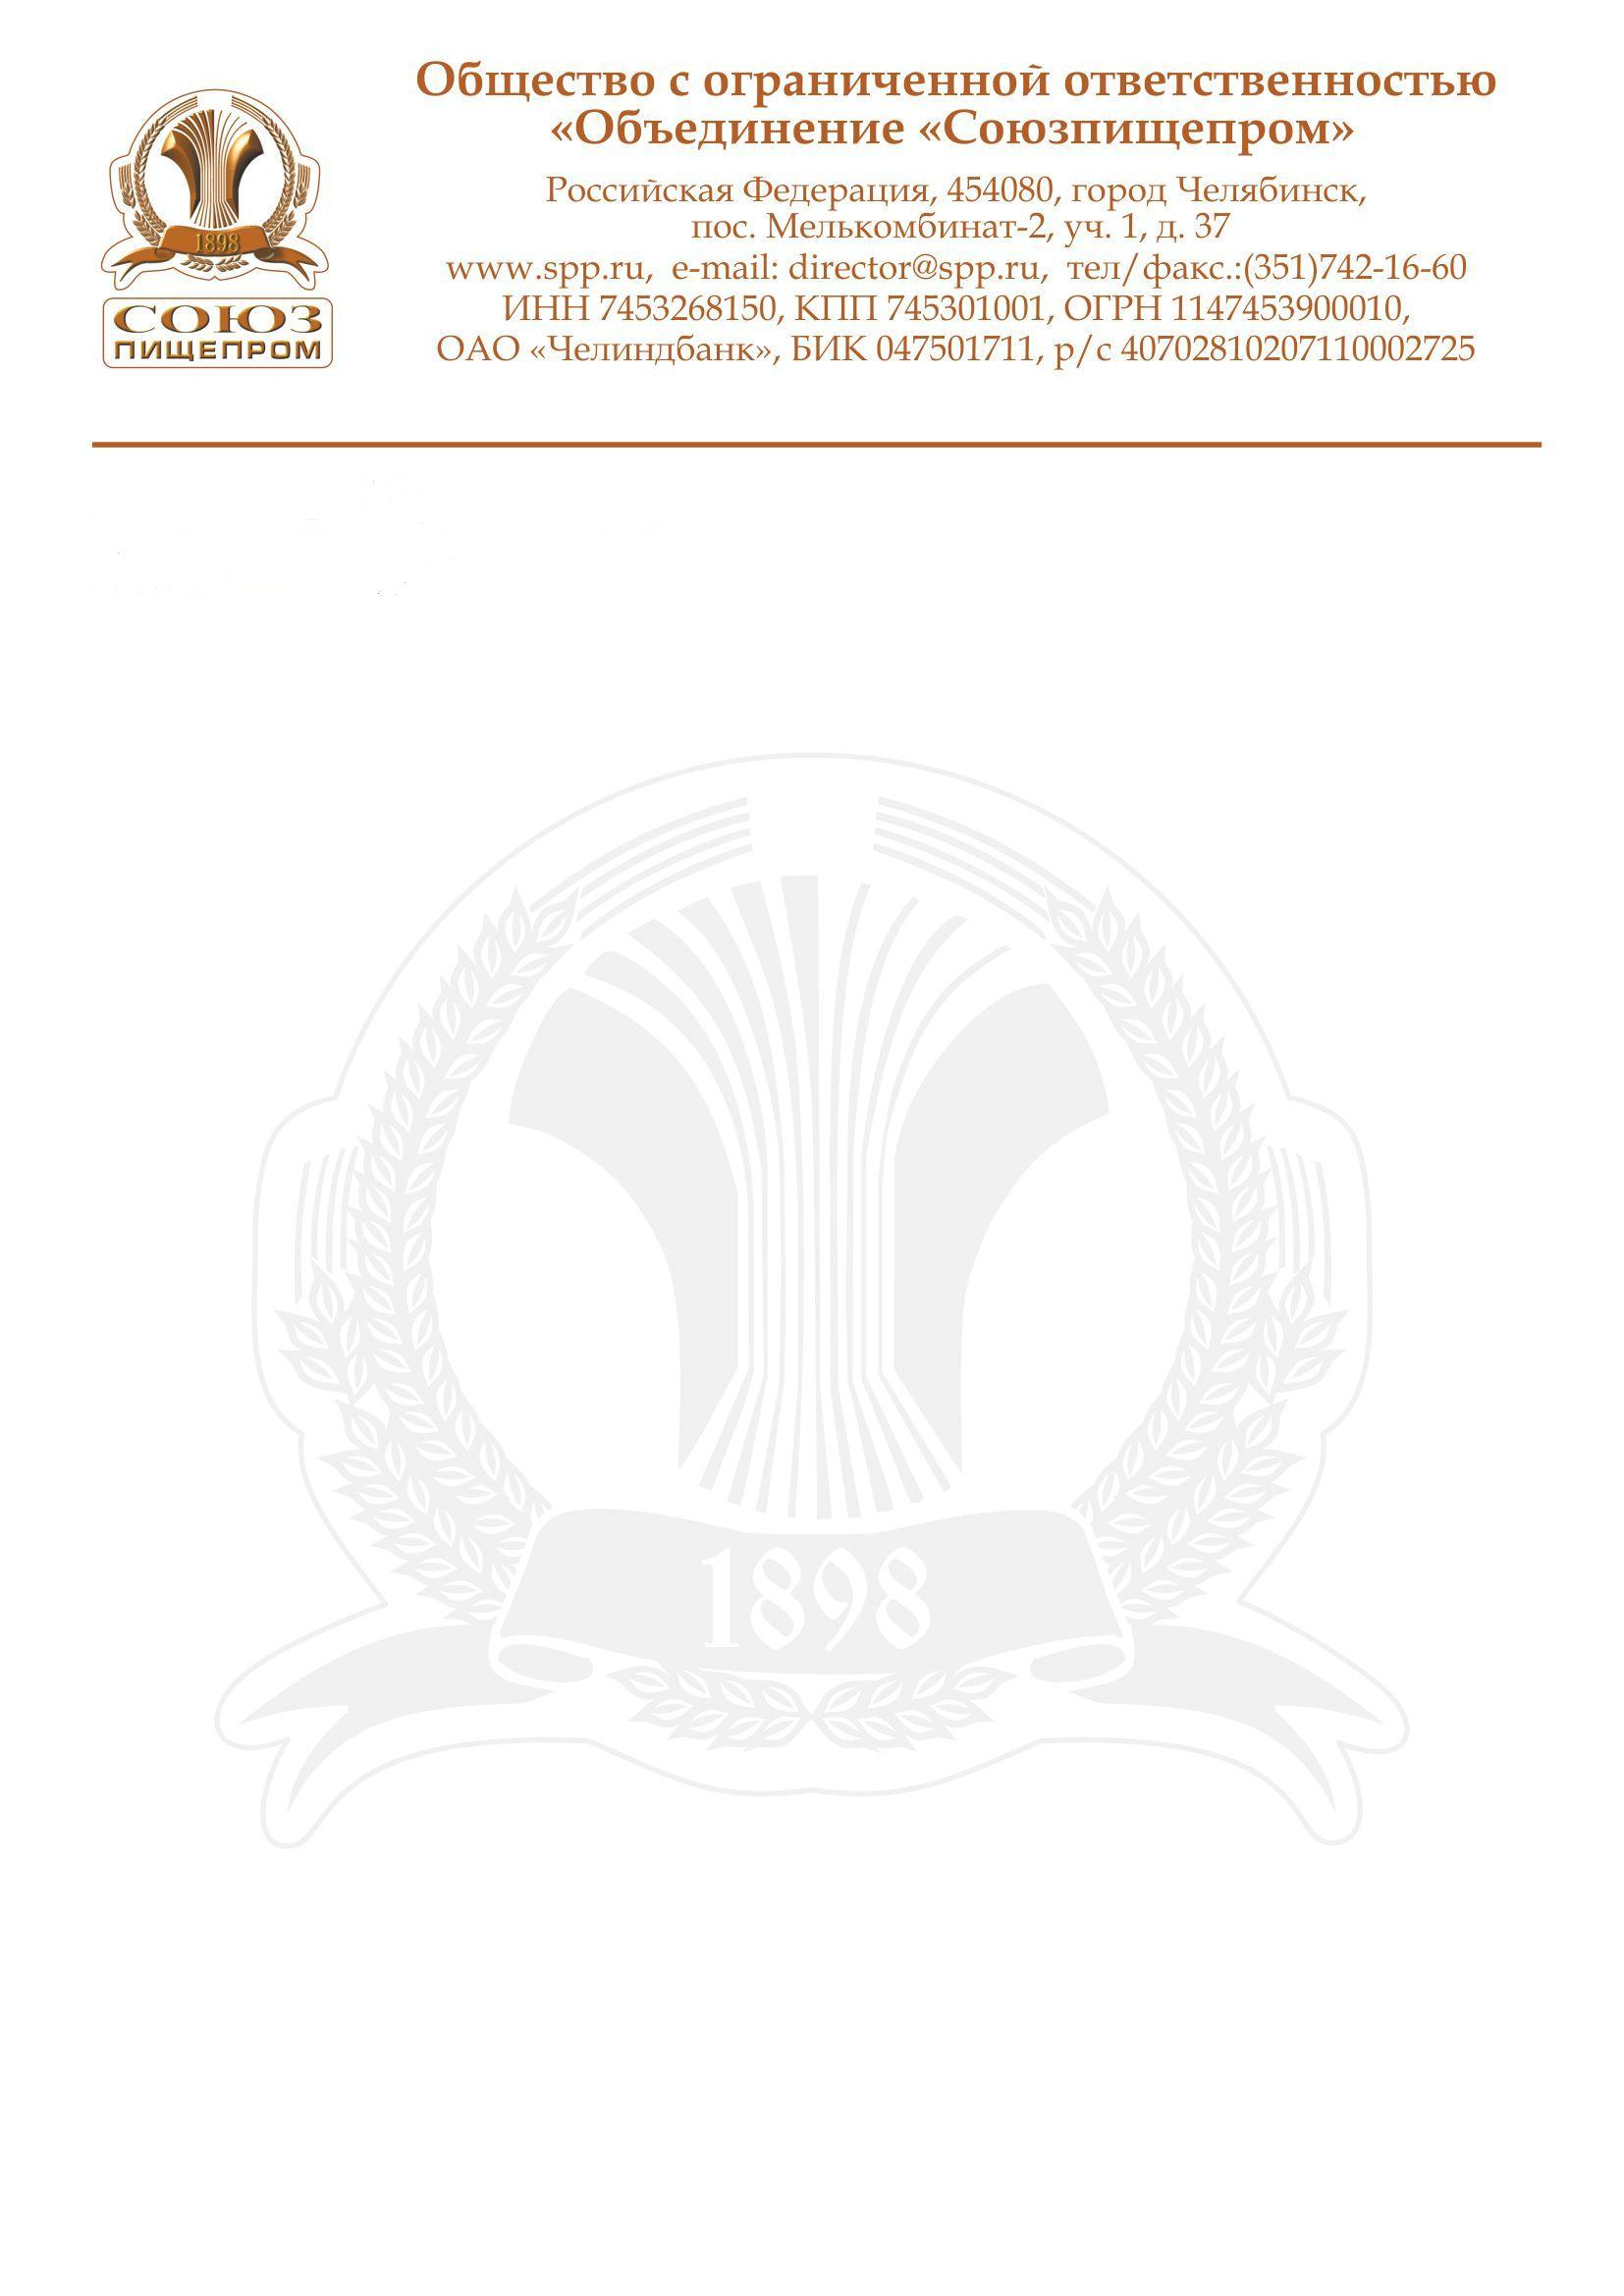 Общество с ограниченной ответственностью
«Объединение «Союзпищепром»
Российская Федерация, 454080, город Челябинск,
пос. Мелькомбинат-2, уч. 1, д. 37
www.spp.ru, e-mail: director@spp.ru, тел/факс.:(351)742-16-60
ИНН 7453268150, КПП 745301001, ОГРН 1147453900010,
ОАО «Челиндбанк», БИК 047501711, р/с 40702810207110002725
1898
СОЮЗ
ПИЩЕПРОМ
1898